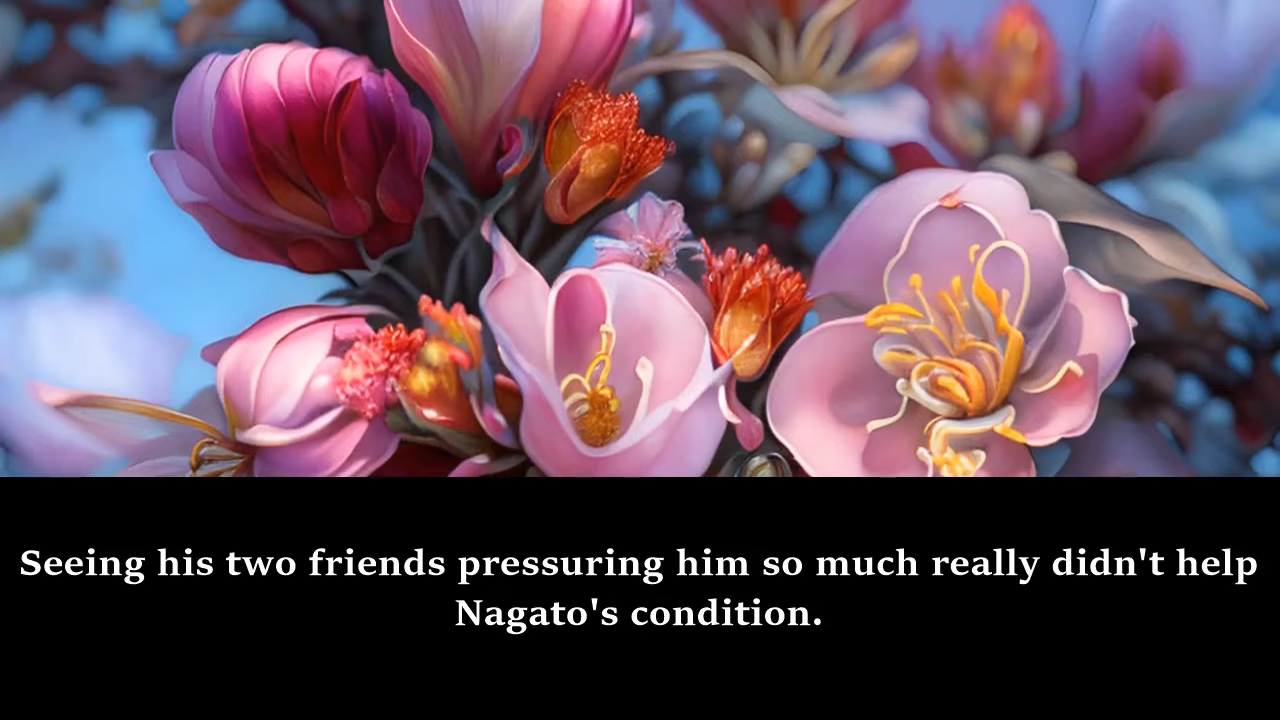 Seeing his two friends pressuring him so much really didn't help
Nagato's condition.